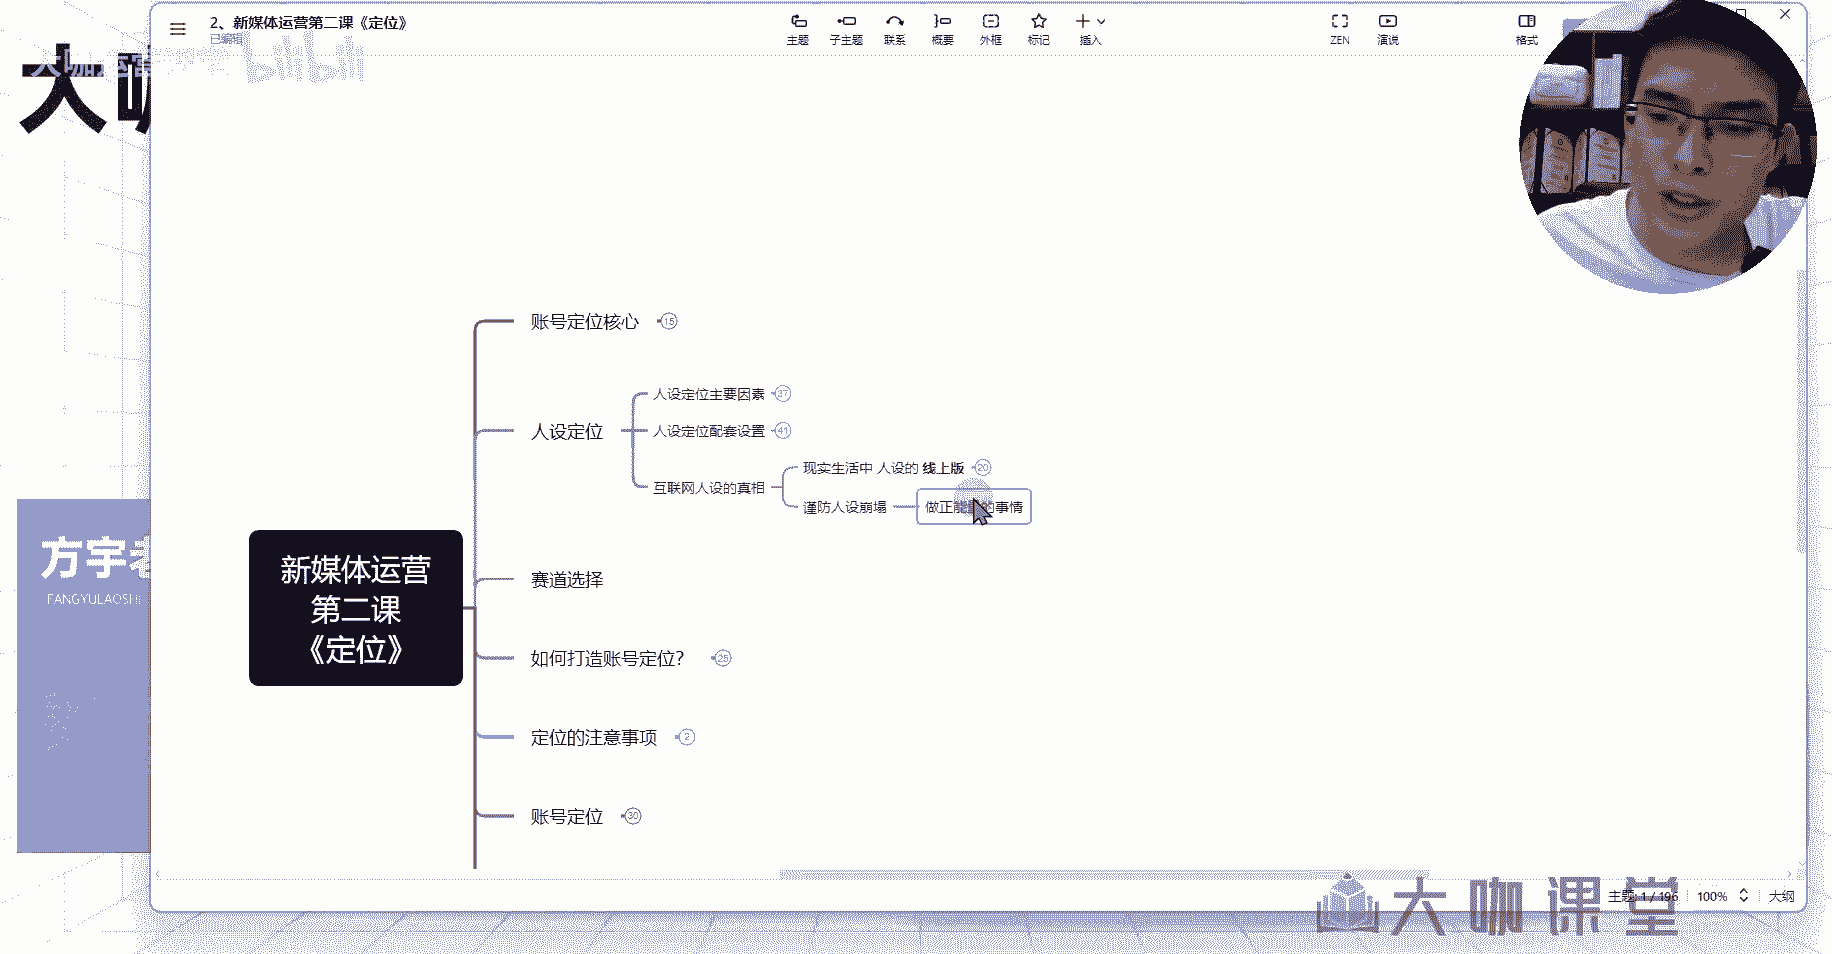 2、新媒体运营第二课《定位》
已编辑
主题
子主题
联系
概要
外框
标记
插入
ZEN
演说
格式
大咖运营
bilibili
大咖
账号定位核心 15
人设定位主要因素 37
人设定位
人设定位配套设置 41
现实生活中 人设的 线上版 20
互联网人设的真相
谨防人设崩塌
做正能量的事情
方宇老
FANGYULAOSHI
新媒体运营
第二课
《定位》
赛道选择
如何打造账号定位? 25
定位的注意事项 2
账号定位 30
主题: 1 / 196
100%
大纲
大咖课堂